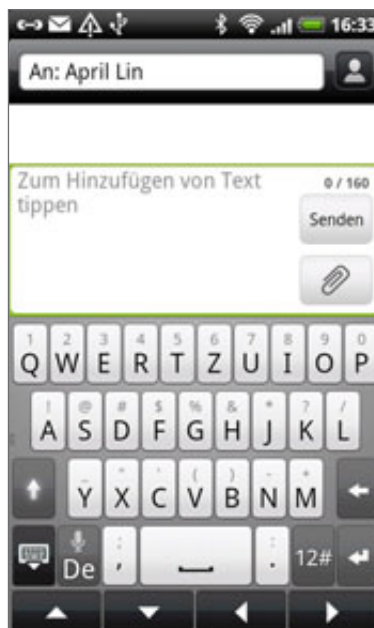 16:33
An: April Lin
Zum Hinzufügen von Text
tippen
0 / 160
Senden
1 2 3 4 5 6 7 8 9 0
Q W E R T Z U I O P
! @ # $ % & * ? /
A S D F G H J K L
_ " ' ( ) - +
Y X C V B N M
De , : . : 12#